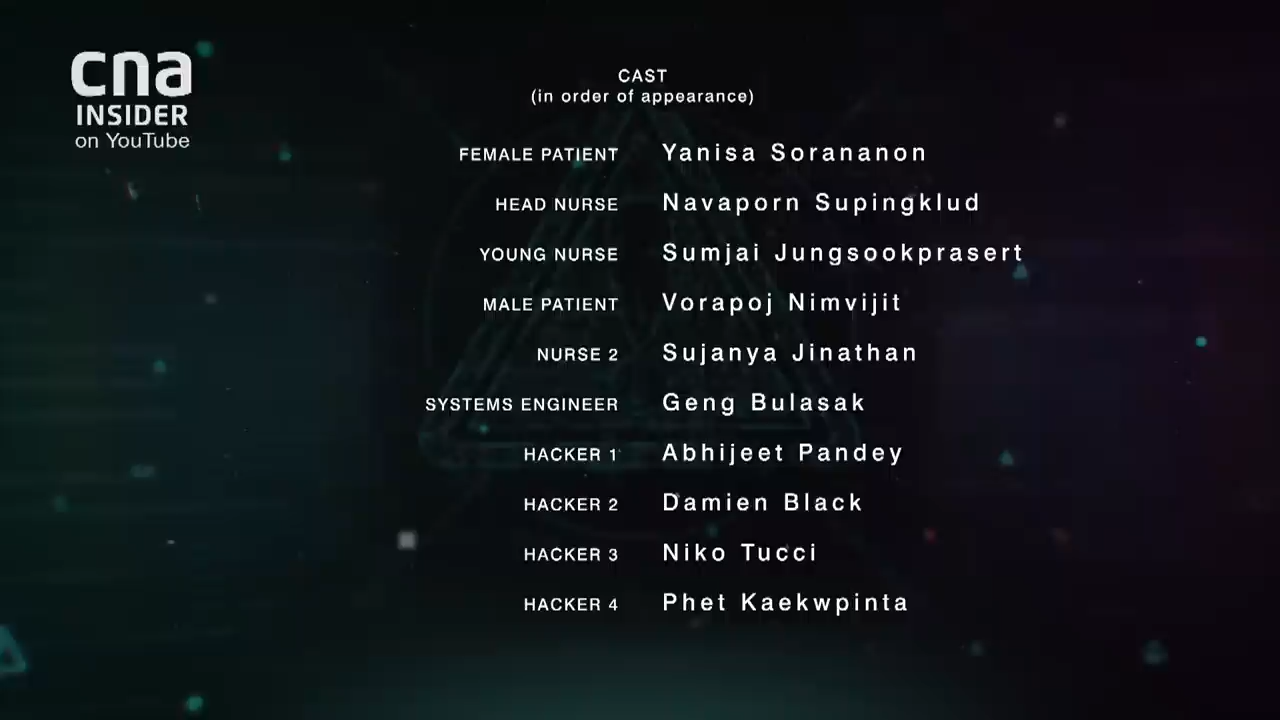 cna
INSIDER
on YouTube
CAST
(in order of appearance)
FEMALE PATIENT Yanisa Sorananon
HEAD NURSE Navaporn Supingklud
YOUNG NURSE Sumjai Jungsookprasert
MALE PATIENT Vorapoj Nimvijit
NURSE 2 Sujanya Jinathan
SYSTEMS ENGINEER Geng Bulasak
HACKER 1 Abhijeet Pandey
HACKER 2 Damien Black
HACKER 3 Niko Tucci
HACKER 4 Phet Kaekwpinta